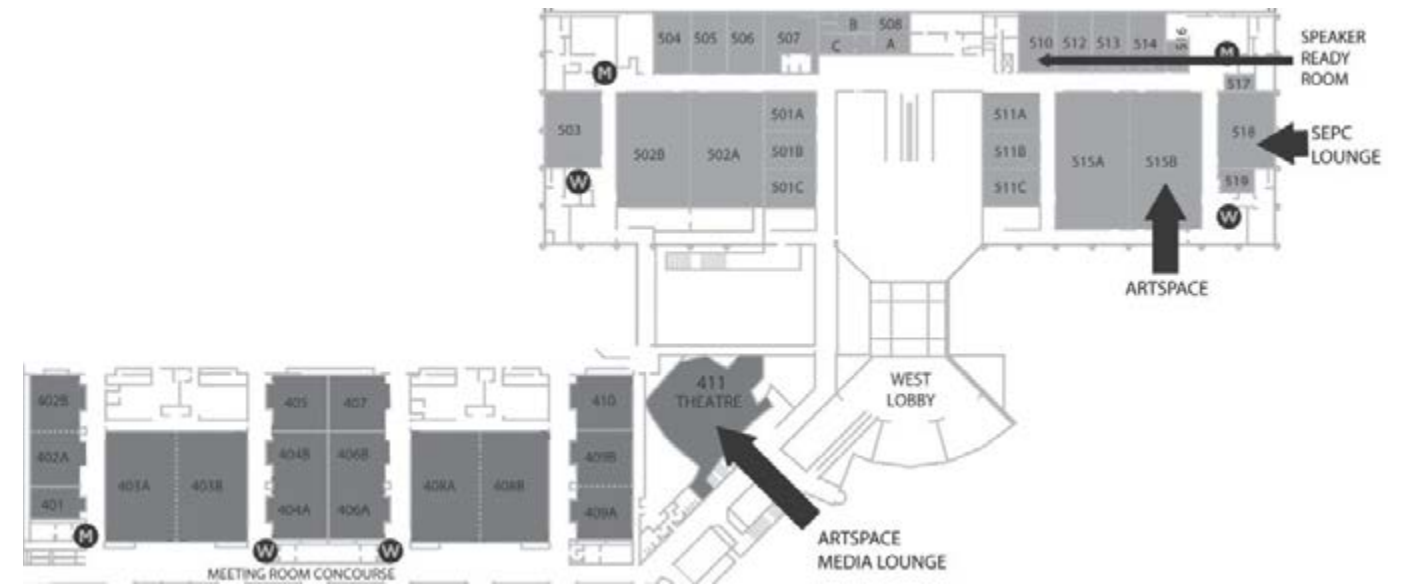 504 505 506 507
B 508
C A
510 512 513 514 516
SPEAKER
READY
ROOM
M
M
517
503
501A
511A
518
SEPC
LOUNGE
502B 502A 501B
511B
515A 515B
W
501C
511C
519
W
ARTSPACE
411
THEATRE
WEST
LOBBY
402B
405 407
410
402A
404B 406B
409B
403A 403B
408A 408B
401
404A 406A
409A
M
W
W
ARTSPACE
MEDIA LOUNGE
MEETING ROOM CONCOURSE